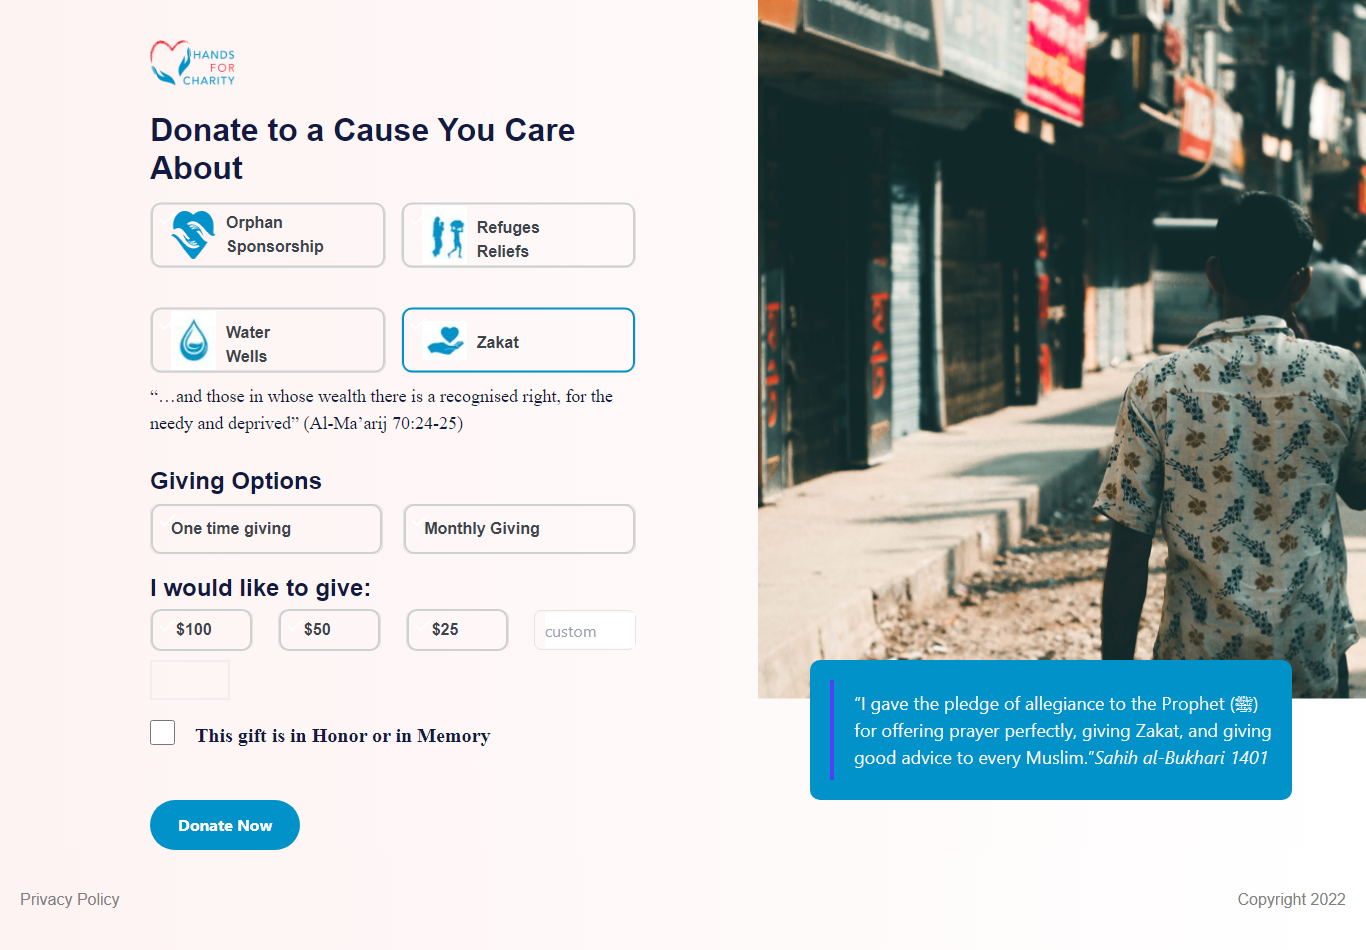 HANDS
FOR
CHARITY
Donate to a Cause You Care
About
Orphan
Sponsorship
Refuges
Reliefs
Water
Wells
Zakat
“…and those in whose wealth there is a recognised right, for the
needy and deprived” (Al-Ma’arij 70:24-25)
Giving Options
One time giving
Monthly Giving
I would like to give:
$100
$50
$25
custom
This gift is in Honor or in Memory
Donate Now
"I gave the pledge of allegiance to the Prophet (ﷺ)
for offering prayer perfectly, giving Zakat, and giving
good advice to every Muslim."Sahih al-Bukhari 1401
Privacy Policy
Copyright 2022